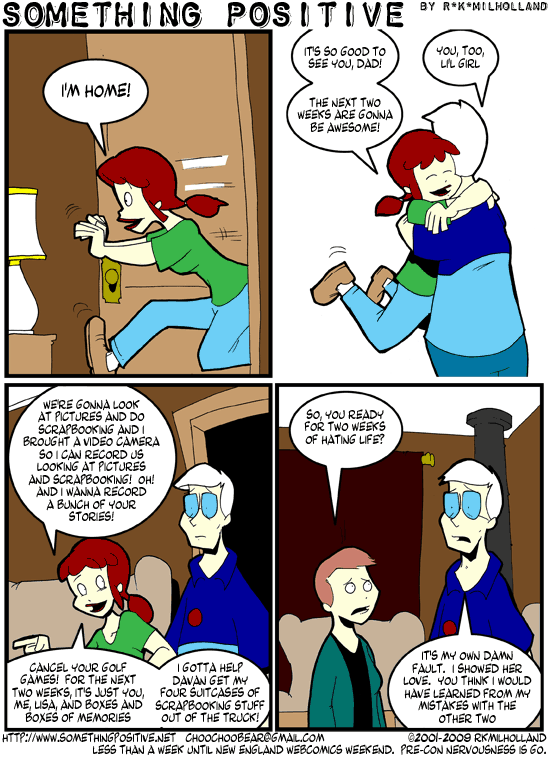 SOMETHING POSITIVE BY R*K*MILHOLLAND
I'M HOME!
IT'S SO GOOD TO
SEE YOU, DAD!
THE NEXT TWO
WEEKS ARE GONNA
BE AWESOME!
YOU, TOO,
LI'L GIRL
WE'RE GONNA LOOK
AT PICTURES AND DO
SCRAPBOOKING AND I
BROUGHT A VIDEO CAMERA
SO I CAN RECORD US
LOOKING AT PICTURES
AND SCRAPBOOKING! OH!
AND I WANNA RECORD
A BUNCH OF YOUR
STORIES!
CANCEL YOUR GOLF
GAMES! FOR THE NEXT
TWO WEEKS, IT'S JUST YOU,
ME, LISA, AND BOXES AND
BOXES OF MEMORIES
I GOTTA HELP
DAVAN GET MY
FOUR SUITCASES OF
SCRAPBOOKING STUFF
OUT OF THE TRUCK!
SO, YOU READY
FOR TWO WEEKS
OF HATING LIFE?
IT'S MY OWN DAMN
FAULT. I SHOWED HER
LOVE. YOU THINK I WOULD
HAVE LEARNED FROM MY
MISTAKES WITH THE
OTHER TWO
HTTP://WWW.SOMETHINGPOSITIVE.NET CHOOCHOOBEAR@GMAIL.COM ©2001-2009 RKMILHOLLAND
LESS THAN A WEEK UNTIL NEW ENGLAND WEBCOMICS WEEKEND. PRE-CON NERVOUSNESS IS GO.